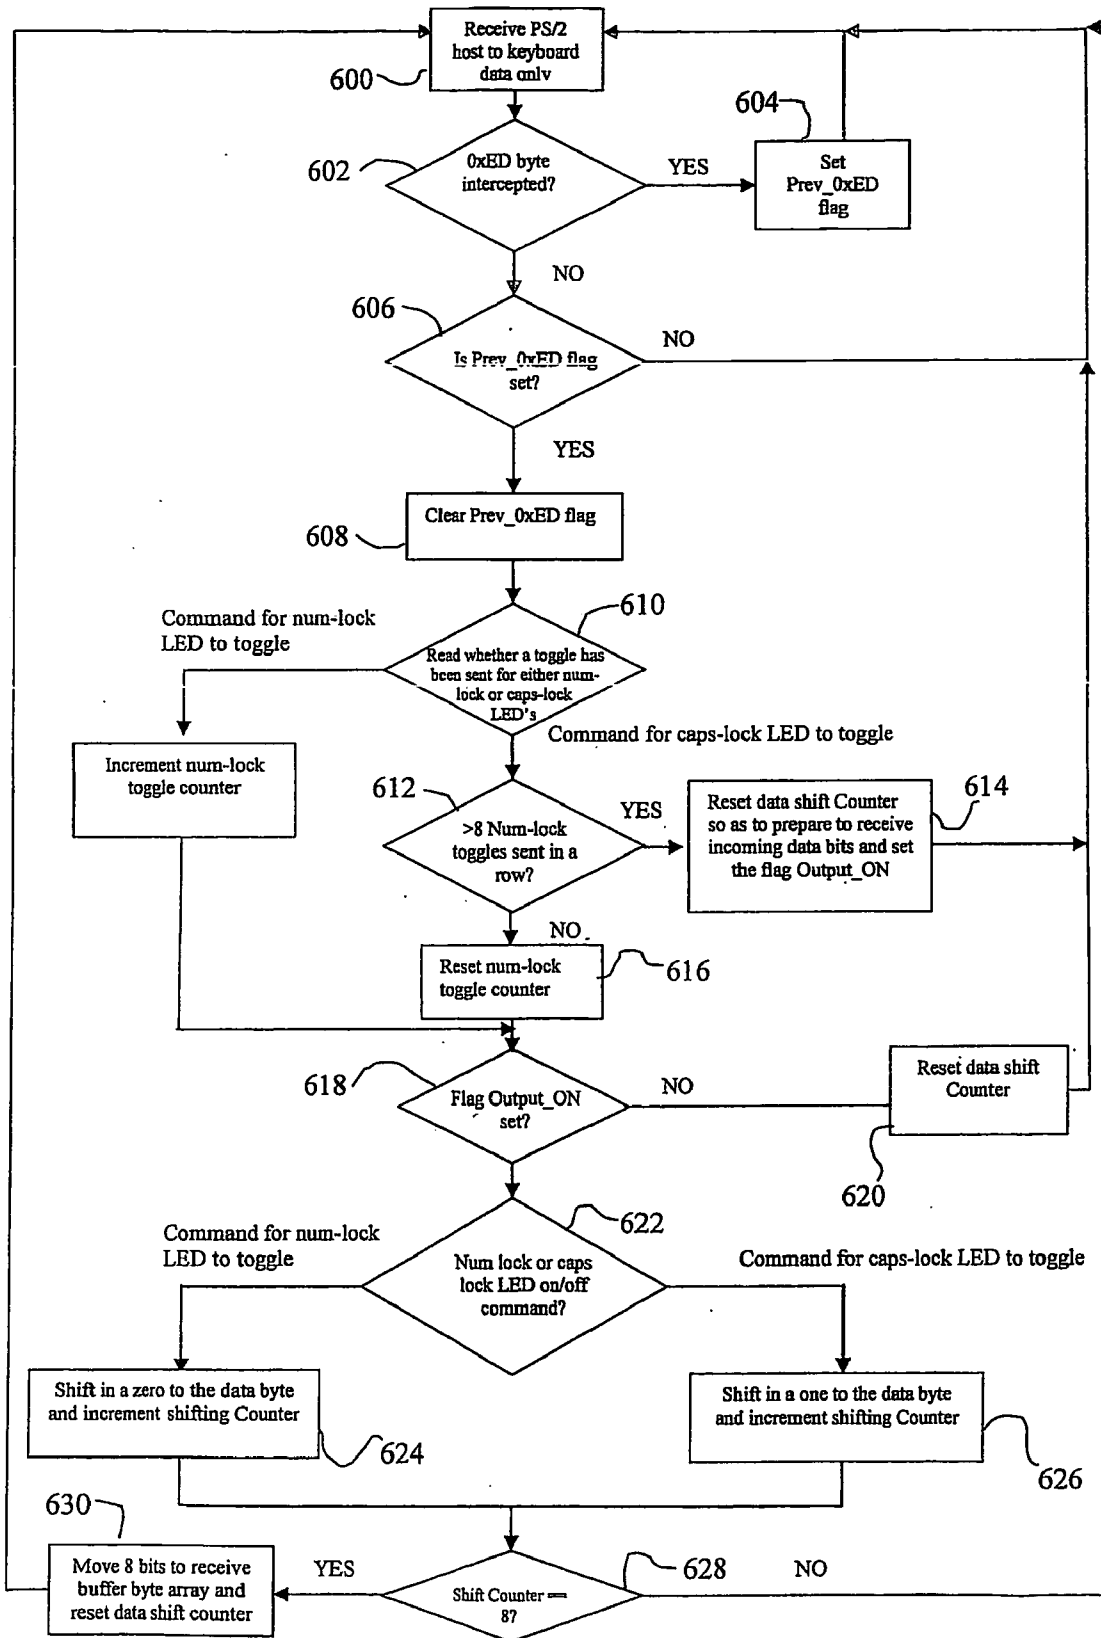 Receive PS/2
host to keyboard
data only
600
602
0xED byte
intercepted?
YES
604
Set
Prev_0xED
flag
NO
606
Is Prev_0xED flag
set?
NO
YES
Clear Prev_0xED flag
608
Command for num-lock
LED to toggle
610
Read whether a toggle has
been sent for either num-
lock or caps-lock
LED's
Command for caps-lock LED to toggle
Increment num-lock
toggle counter
612
>8 Num-lock
toggles sent in a
row?
YES
Reset data shift Counter
so as to prepare to receive
incoming data bits and set
the flag Output_ON
614
NO
Reset num-lock
toggle counter
616
618
Flag Output_ON
set?
NO
Reset data shift
Counter
620
Command for num-lock
LED to toggle
622
Num lock or caps
lock LED on/off
command?
Command for caps-lock LED to toggle
Shift in a zero to the data byte
and increment shifting Counter
624
Shift in a one to the data byte
and increment shifting Counter
626
630
Move 8 bits to receive
buffer byte array and
reset data shift counter
YES
Shift Counter ==
8?
628
NO